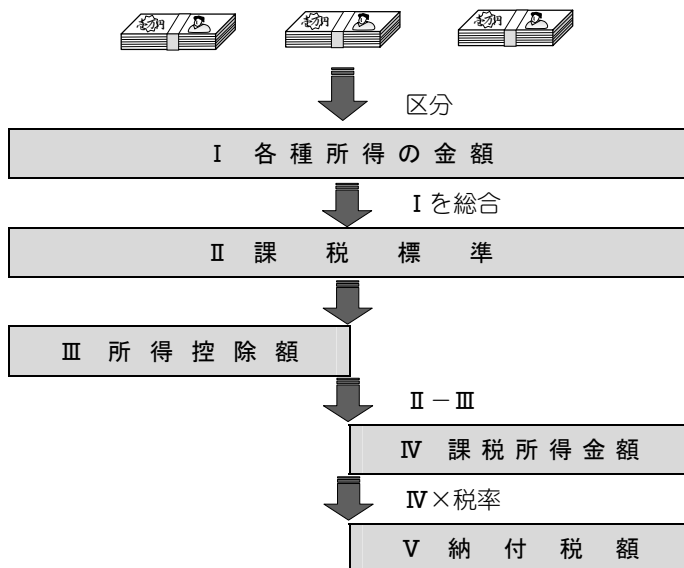 区分
Ⅰ 各種所得の金額
Ⅰを総合
Ⅱ 課税標準
Ⅲ 所得控除額
Ⅱ－Ⅲ
Ⅳ 課税所得金額
Ⅳ×税率
Ⅴ 納付税額